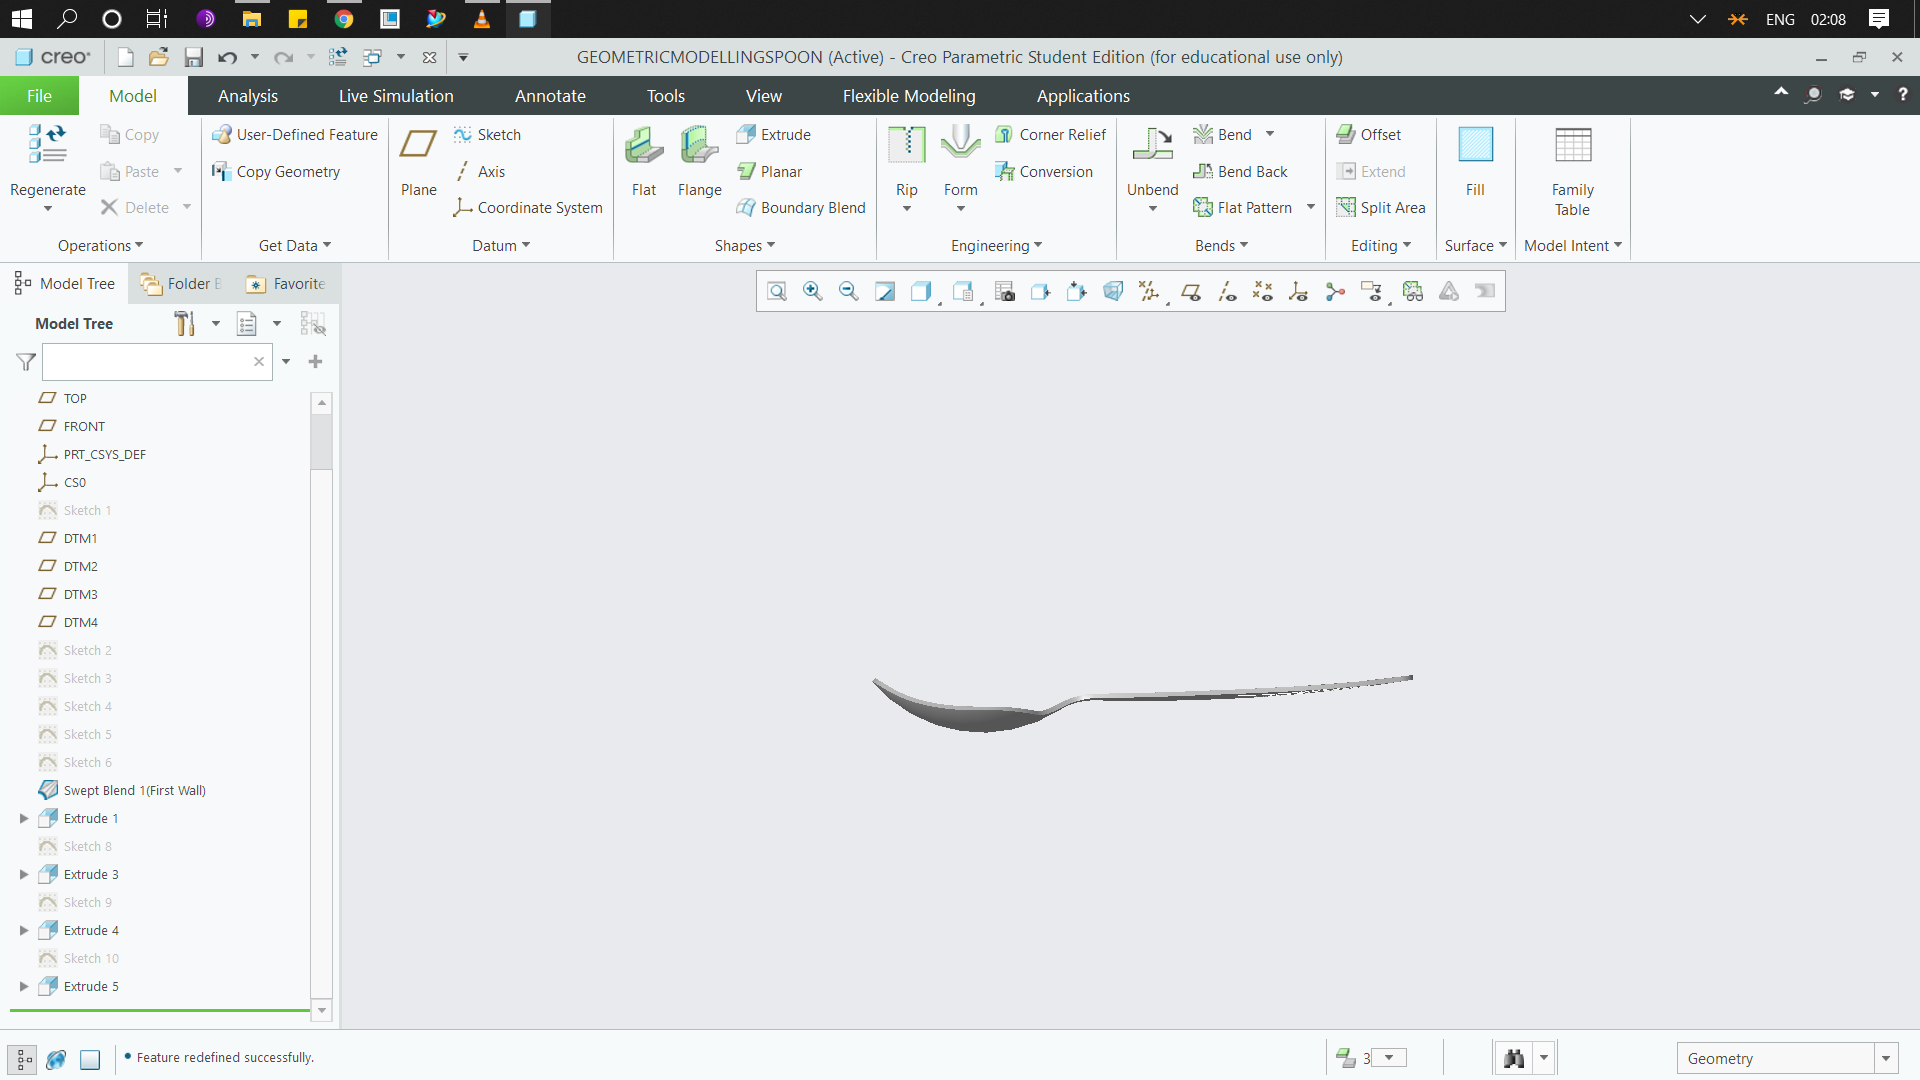 ENG 02:08
creo GEOMETRICMODELLINGSPOON (Active) - Creo Parametric Student Edition (for educational use only)
File Model Analysis Live Simulation Annotate Tools View Flexible Modeling Applications
Copy User-Defined Feature Sketch Extrude Corner Relief Bend Offset
Paste Copy Geometry Axis Planar Conversion Bend Back Extend
Regenerate Plane Flat Flange Rip Form Unbend Fill Family
Table
Delete Coordinate System Boundary Blend Flat Pattern Split Area
Operations Get Data Datum Shapes Engineering Bends Editing Surface Model Intent
Model Tree Folder Favorite
Model Tree
TOP
FRONT
PRT_CSYS_DEF
CS0
Sketch 1
DTM1
DTM2
DTM3
DTM4
Sketch 2
Sketch 3
Sketch 4
Sketch 5
Sketch 6
Swept Blend 1(First Wall)
Extrude 1
Sketch 8
Extrude 3
Sketch 9
Extrude 4
Sketch 10
Extrude 5
Feature redefined successfully.
3
Geometry